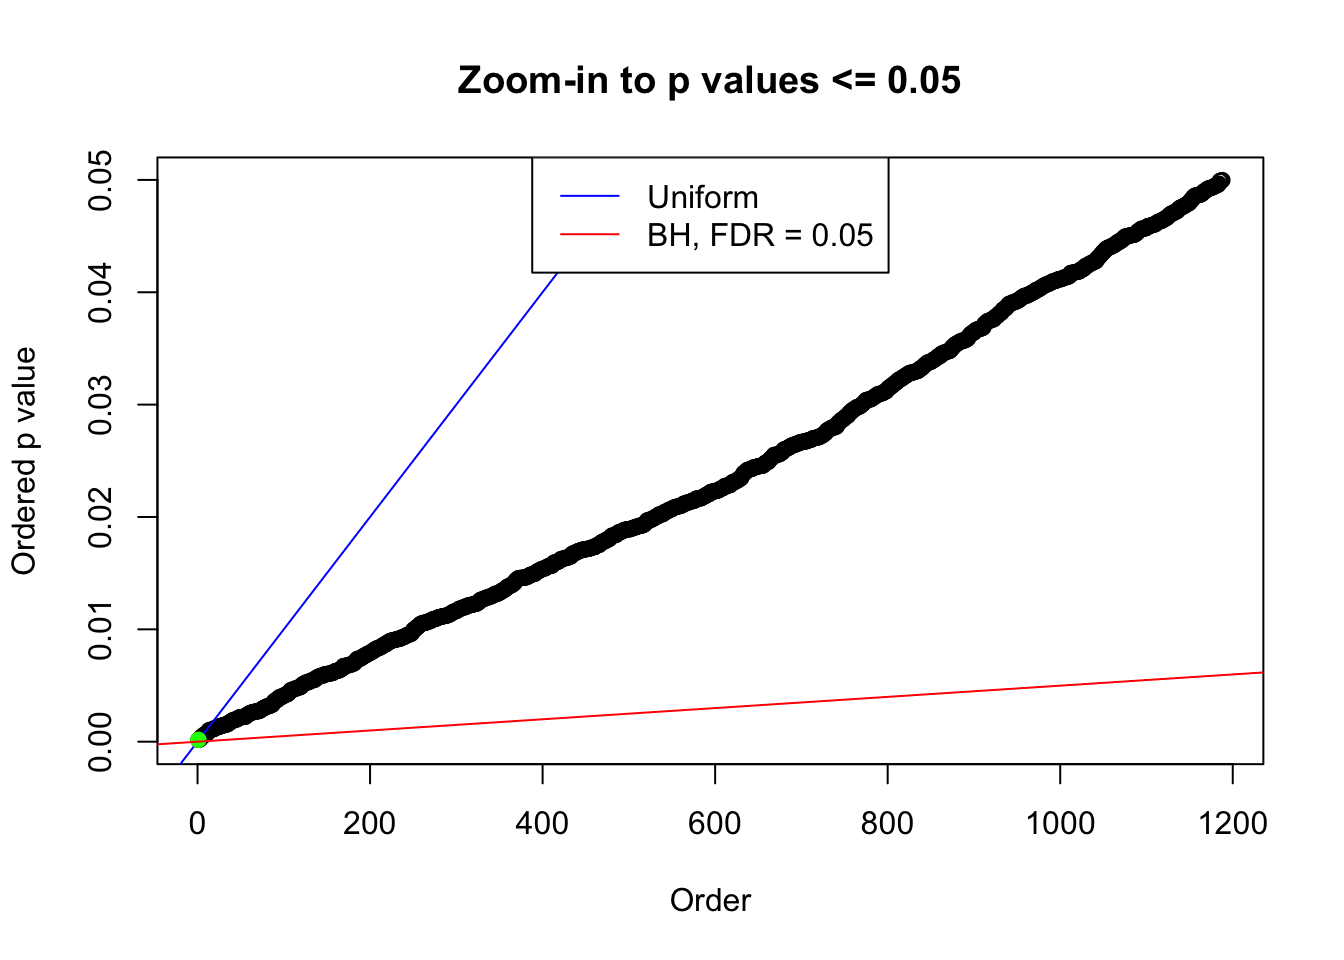 Zoom-in to p values <= 0.05
Uniform
BH, FDR = 0.05
Ordered p value
0.05
0.04
0.03
0.02
0.01
0.00
0 200 400 600 800 1000 1200
Order